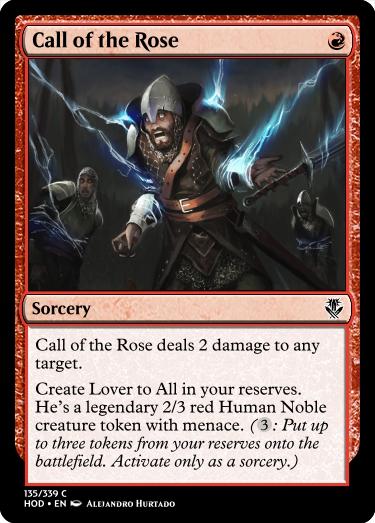 Call of the Rose
Sorcery
Call of the Rose deals 2 damage to any
target.
Create Lover to All in your reserves.
He's a legendary 2/3 red Human Noble
creature token with menace. (3: Put up
to three tokens from your reserves onto the
battlefield. Activate only as a sorcery.)
135/339 C
HOD • EN Alejandro Hurtado